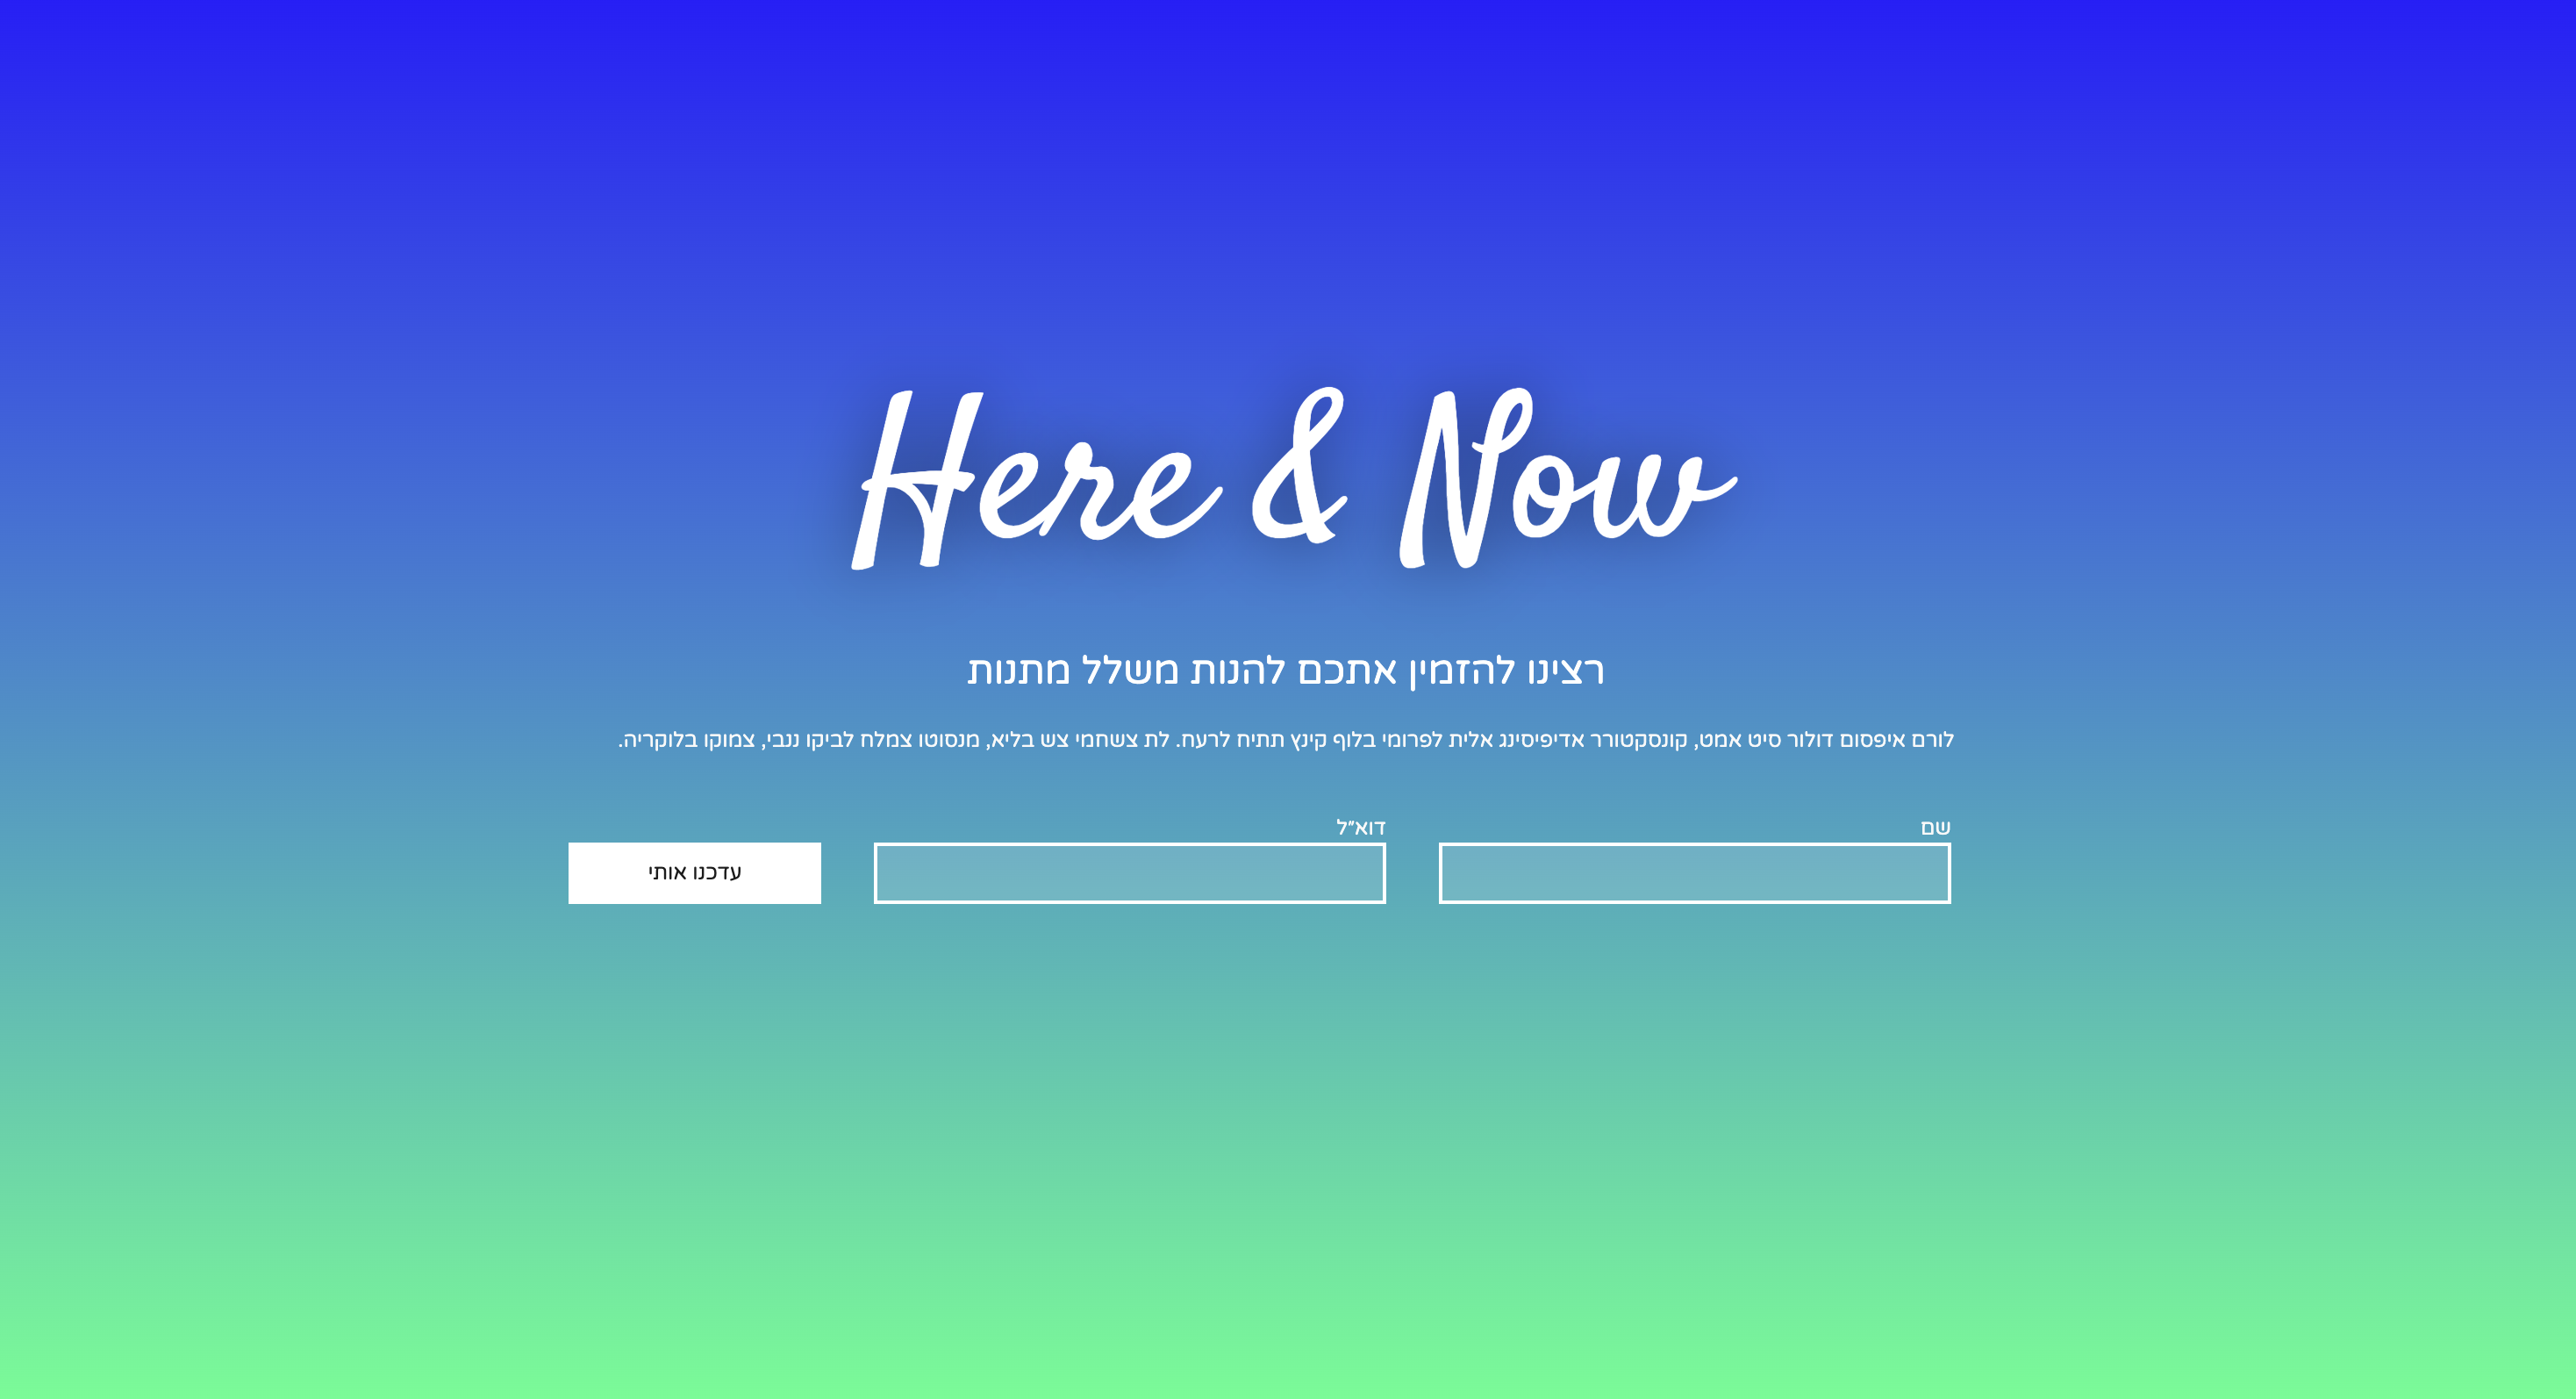 Here & Now
רצינו להזמין אתכם להנות משלל מתנות
לורם איפסום דולור סיט אמט, קונסקטורר אדיפיסינג אלית לפרומי בלוף קינץ תתיח לרעח. לת צשחמי צש בליא, מנסוטו צמלח לביקו ננבי, צמוקו בלוקריה.
שם
דוא״ל
עדכנו אותי